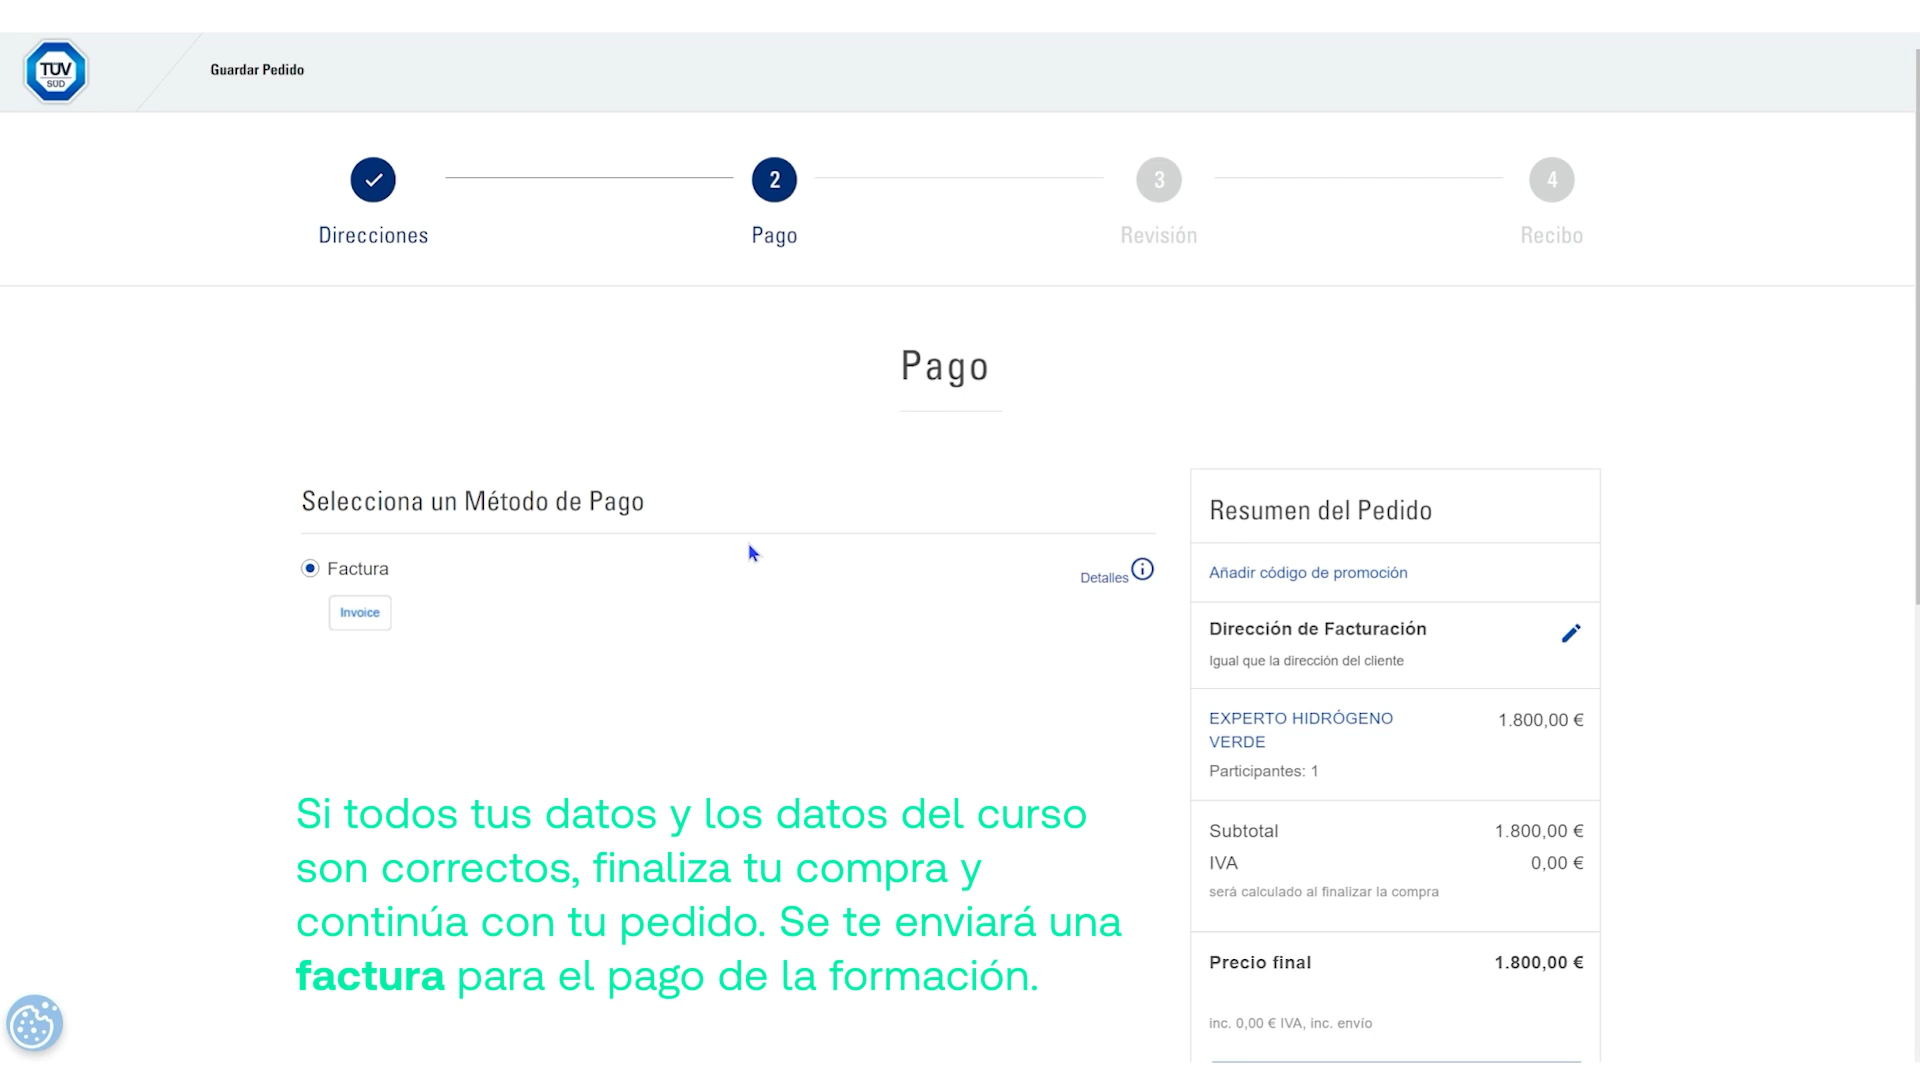 TÜV
SÜD
Guardar Pedido
2
3
4
Direcciones
Pago
Revisión
Recibo
Pago
Selecciona un Método de Pago
Factura
Detalles
Invoice
Resumen del Pedido
Añadir código de promoción
Dirección de Facturación
Igual que la dirección del cliente
EXPERTO HIDRÓGENO 1.800,00 €
VERDE
Participantes: 1
Subtotal 1.800,00 €
IVA 0,00 €
será calculado al finalizar la compra
Precio final 1.800,00 €
inc. 0,00 € IVA, inc. envío
Si todos tus datos y los datos del curso
son correctos, finaliza tu compra y
continúa con tu pedido. Se te enviará una
factura para el pago de la formación.